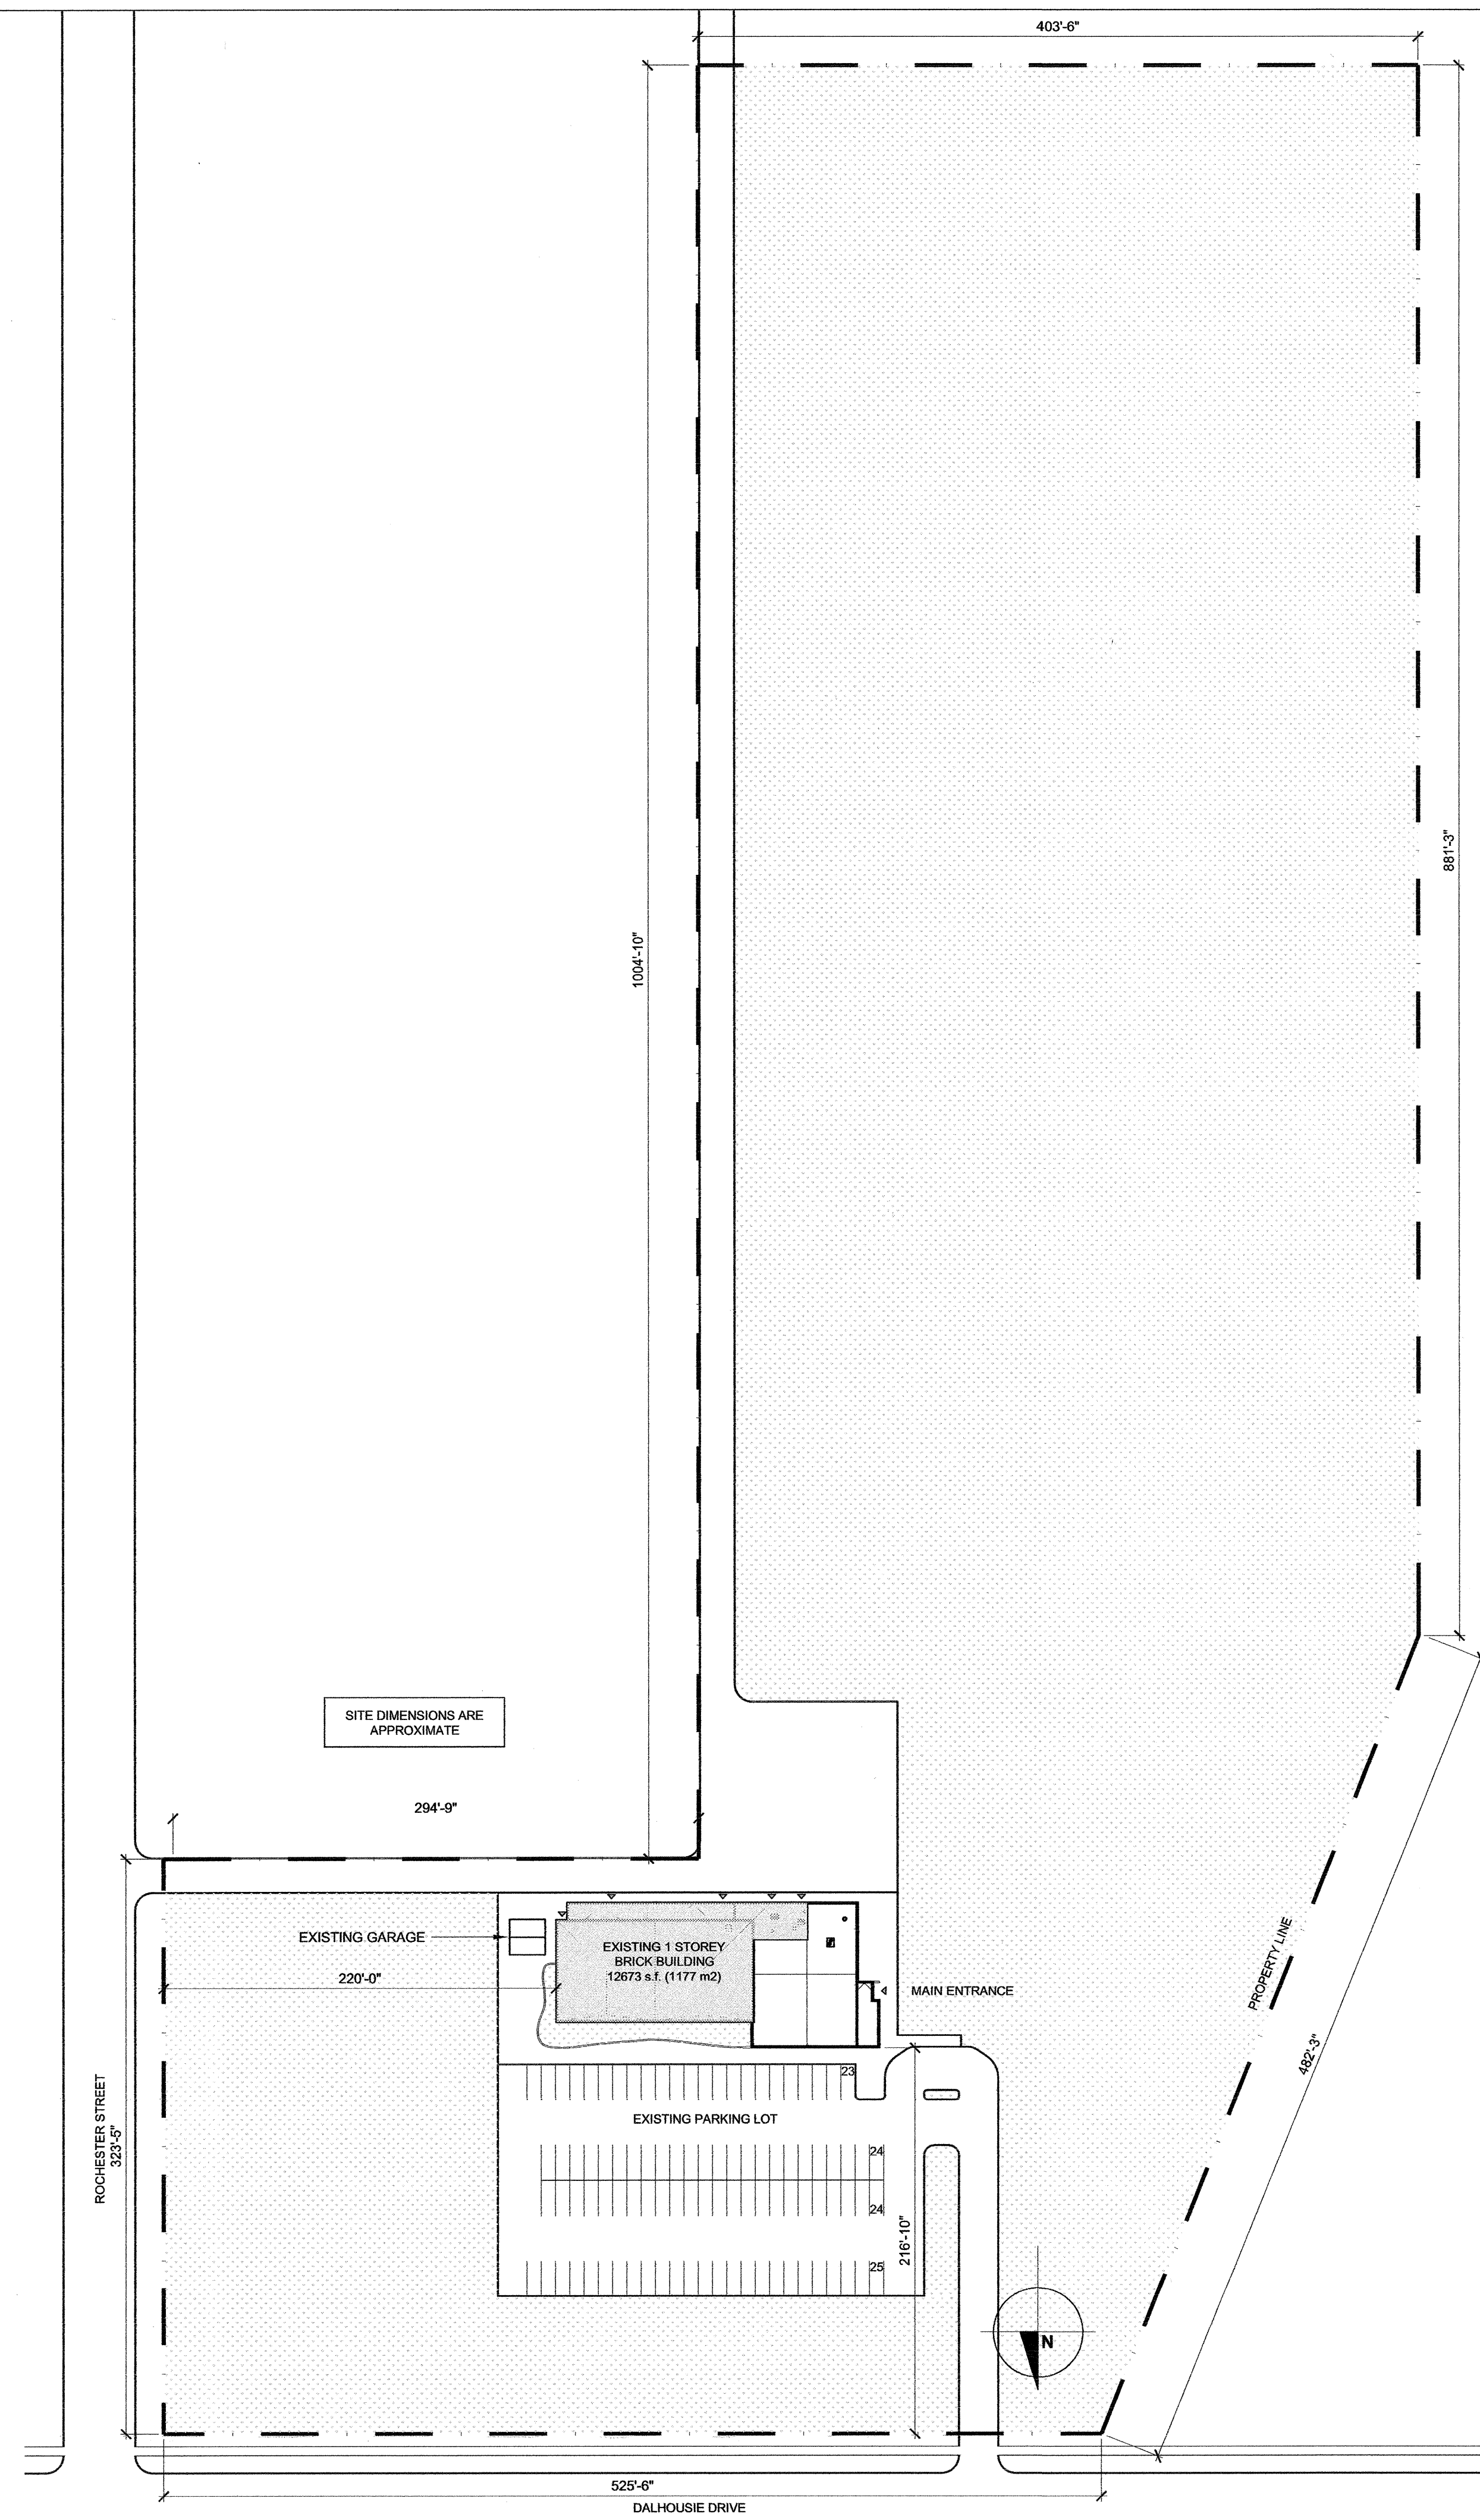 403'-6"
881'-3"
1004'-10"
SITE DIMENSIONS ARE
APPROXIMATE
294'-9"
EXISTING GARAGE
EXISTING 1 STOREY
BRICK BUILDING
12673 s.f. (1177 m2)
220'-0"
MAIN ENTRANCE
PROPERTY LINE
482'-3"
23
EXISTING PARKING LOT
ROCHESTER STREET
323'-5"
24
24
216'-10"
25
N
525'-6"
DALHOUSIE DRIVE